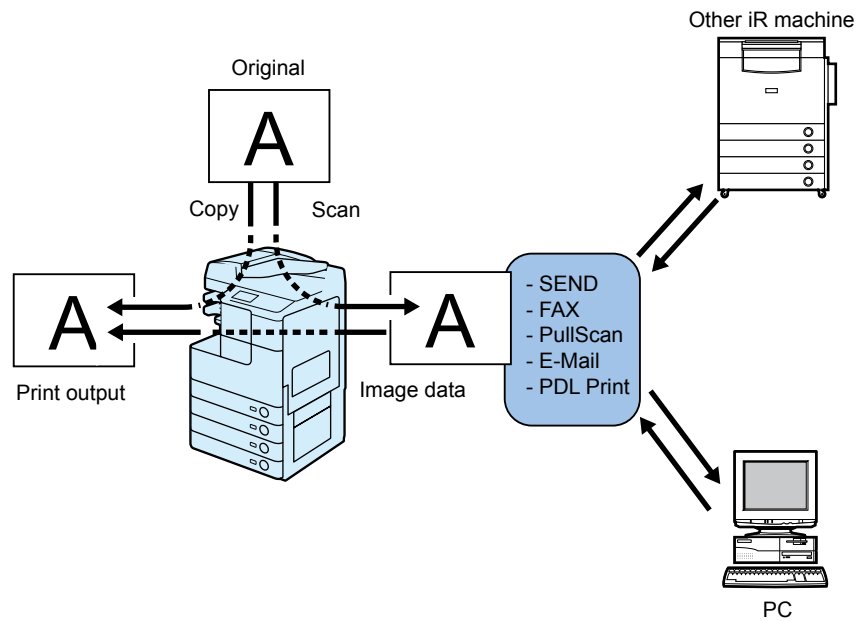 Other iR machine
Original
A
Copy
Scan
A
A
- SEND
- FAX
- PullScan
- E-Mail
- PDL Print
Print output
Image data
PC